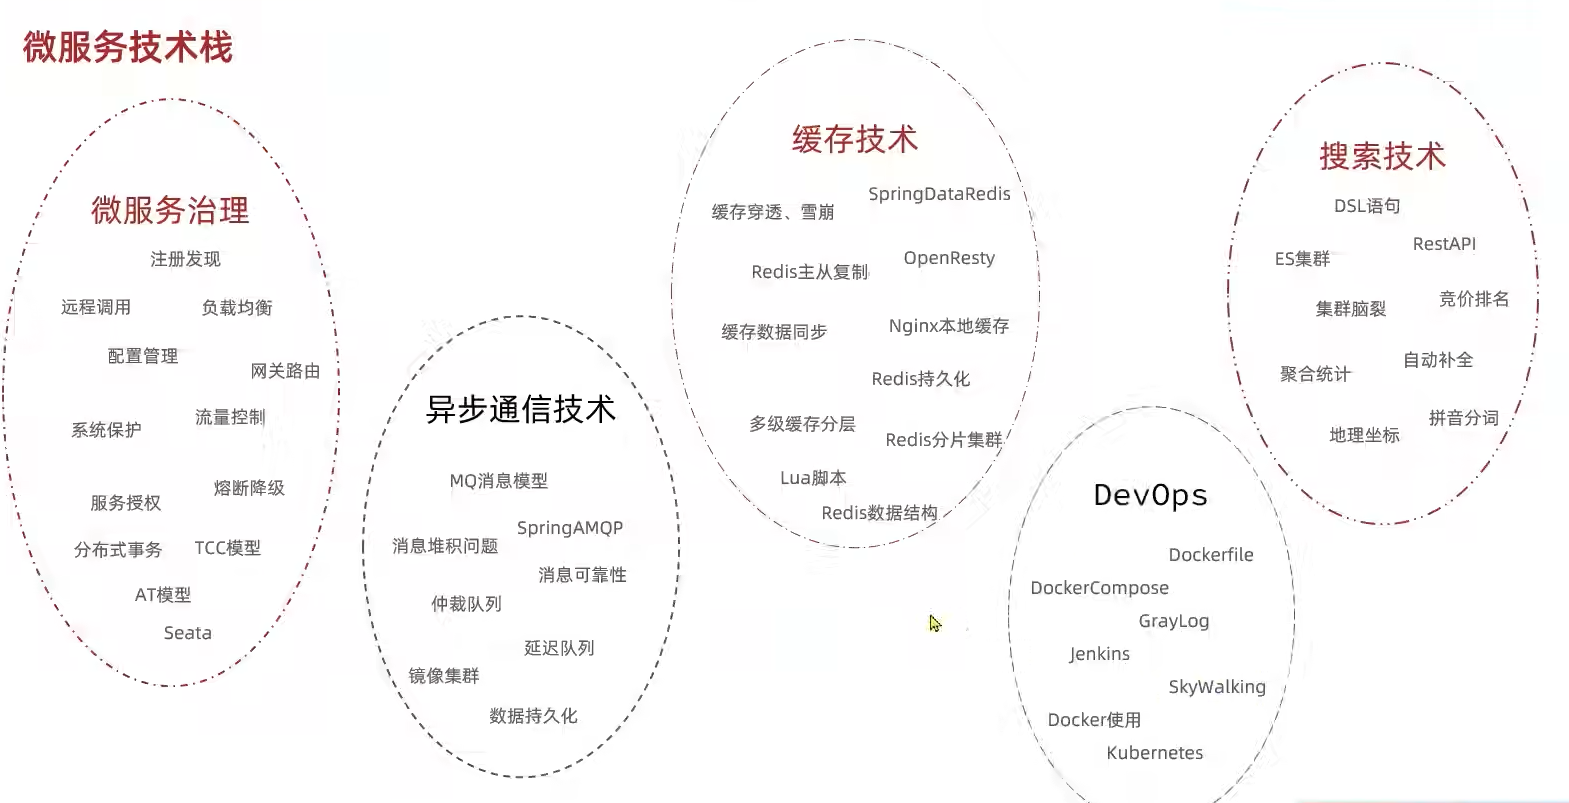 微服务技术栈
微服务治理
注册发现
远程调用
负载均衡
配置管理
网关路由
流量控制
系统保护
熔断降级
服务授权
分布式事务
TCC模型
AT模型
Seata
异步通信技术
MQ消息模型
SpringAMQP
消息堆积问题
消息可靠性
仲裁队列
延迟队列
镜像集群
数据持久化
缓存技术
SpringDataRedis
缓存穿透、雪崩
OpenResty
Redis主从复制
Nginx本地缓存
缓存数据同步
Redis持久化
多级缓存分层
Redis分片集群
Lua脚本
Redis数据结构
DevOps
Dockerfile
DockerCompose
GrayLog
Jenkins
SkyWalking
Docker使用
Kubernetes
搜索技术
DSL语句
RestAPI
ES集群
竞价排名
集群脑裂
自动补全
聚合统计
拼音分词
地理坐标